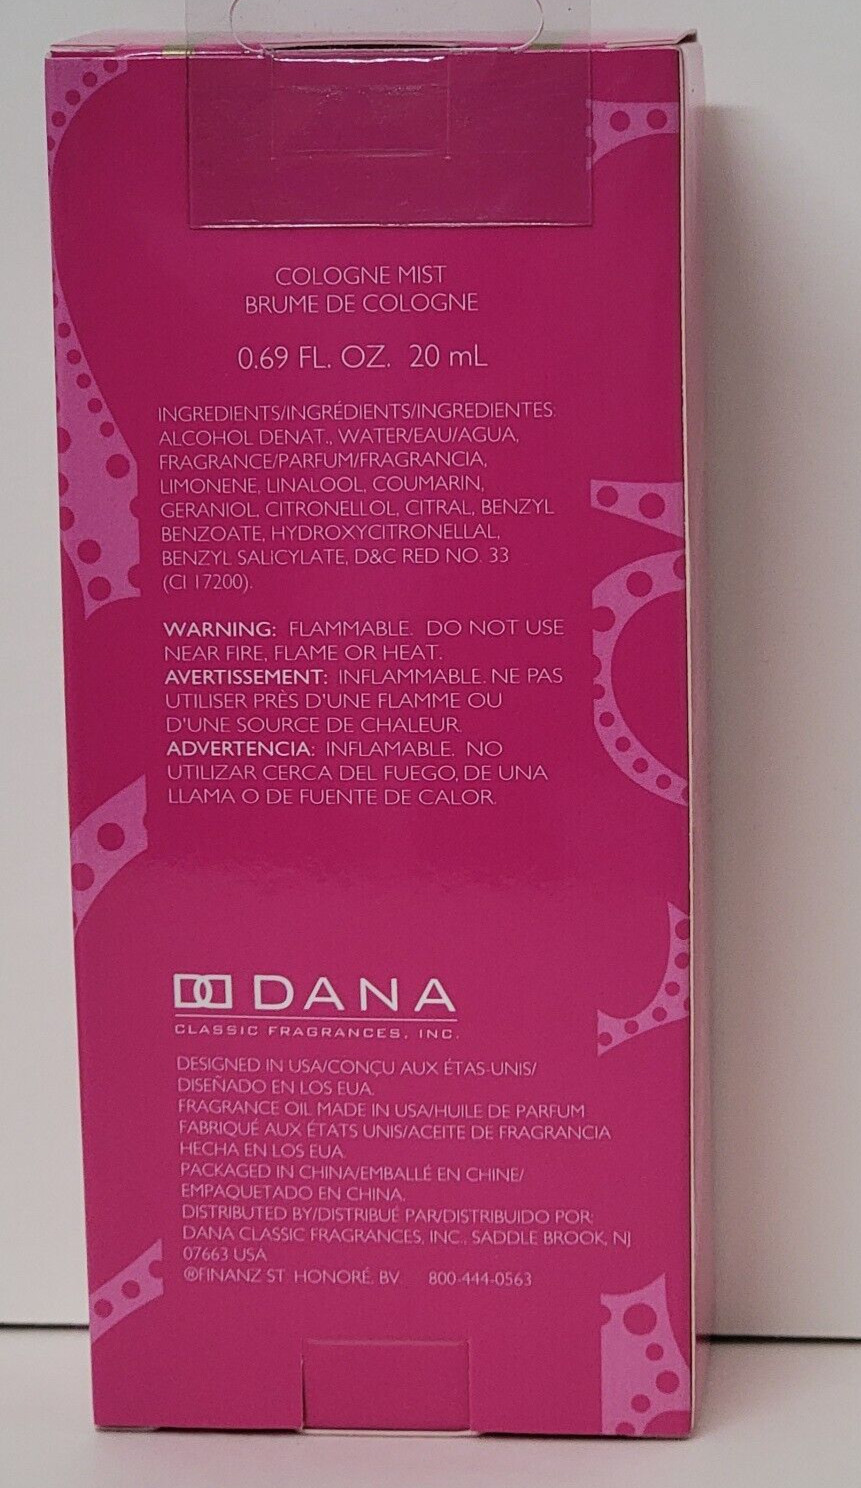 COLOGNE MIST
BRUME DE COLOGNE
0.69 FL. OZ. 20 mL
INGREDIENTS/INGRÉDIENTS/INGREDIENTES:
ALCOHOL DENAT., WATER/EAU/AGUA,
FRAGRANCE/PARFUM/FRAGRANCIA,
LIMONENE, LINALOOL, COUMARIN,
GERANIOL, CITRONELLOL, CITRAL, BENZYL
BENZOATE, HYDROXYCITRONELLAL,
BENZYL SALICYLATE, D&C RED NO. 33
(CI 17200).
WARNING: FLAMMABLE. DO NOT USE
NEAR FIRE, FLAME OR HEAT.
AVERTISSEMENT: INFLAMMABLE. NE PAS
UTILISER PRÈS D'UNE FLAMME OU
D'UNE SOURCE DE CHALEUR.
ADVERTENCIA: INFLAMABLE. NO
UTILIZAR CERCA DEL FUEGO, DE UNA
LLAMA O DE FUENTE DE CALOR.
DANA
CLASSIC FRAGRANCES, INC.
DESIGNED IN USA/CONÇU AUX ÉTAS-UNIS/
DISEÑADO EN LOS EUA.
FRAGRANCE OIL MADE IN USA/HUILE DE PARFUM
FABRIQUÉ AUX ÉTATS UNIS/ACEITE DE FRAGRANCIA
HECHA EN LOS EUA.
PACKAGED IN CHINA/EMBALLÉ EN CHINE/
EMPAQUETADO EN CHINA.
DISTRIBUTED BY/DISTRIBUÉ PAR/DISTRIBUIDO POR:
DANA CLASSIC FRAGRANCES, INC., SADDLE BROOK, NJ
07663 USA
®FINANZ ST. HONORÉ, BV 800-444-0563